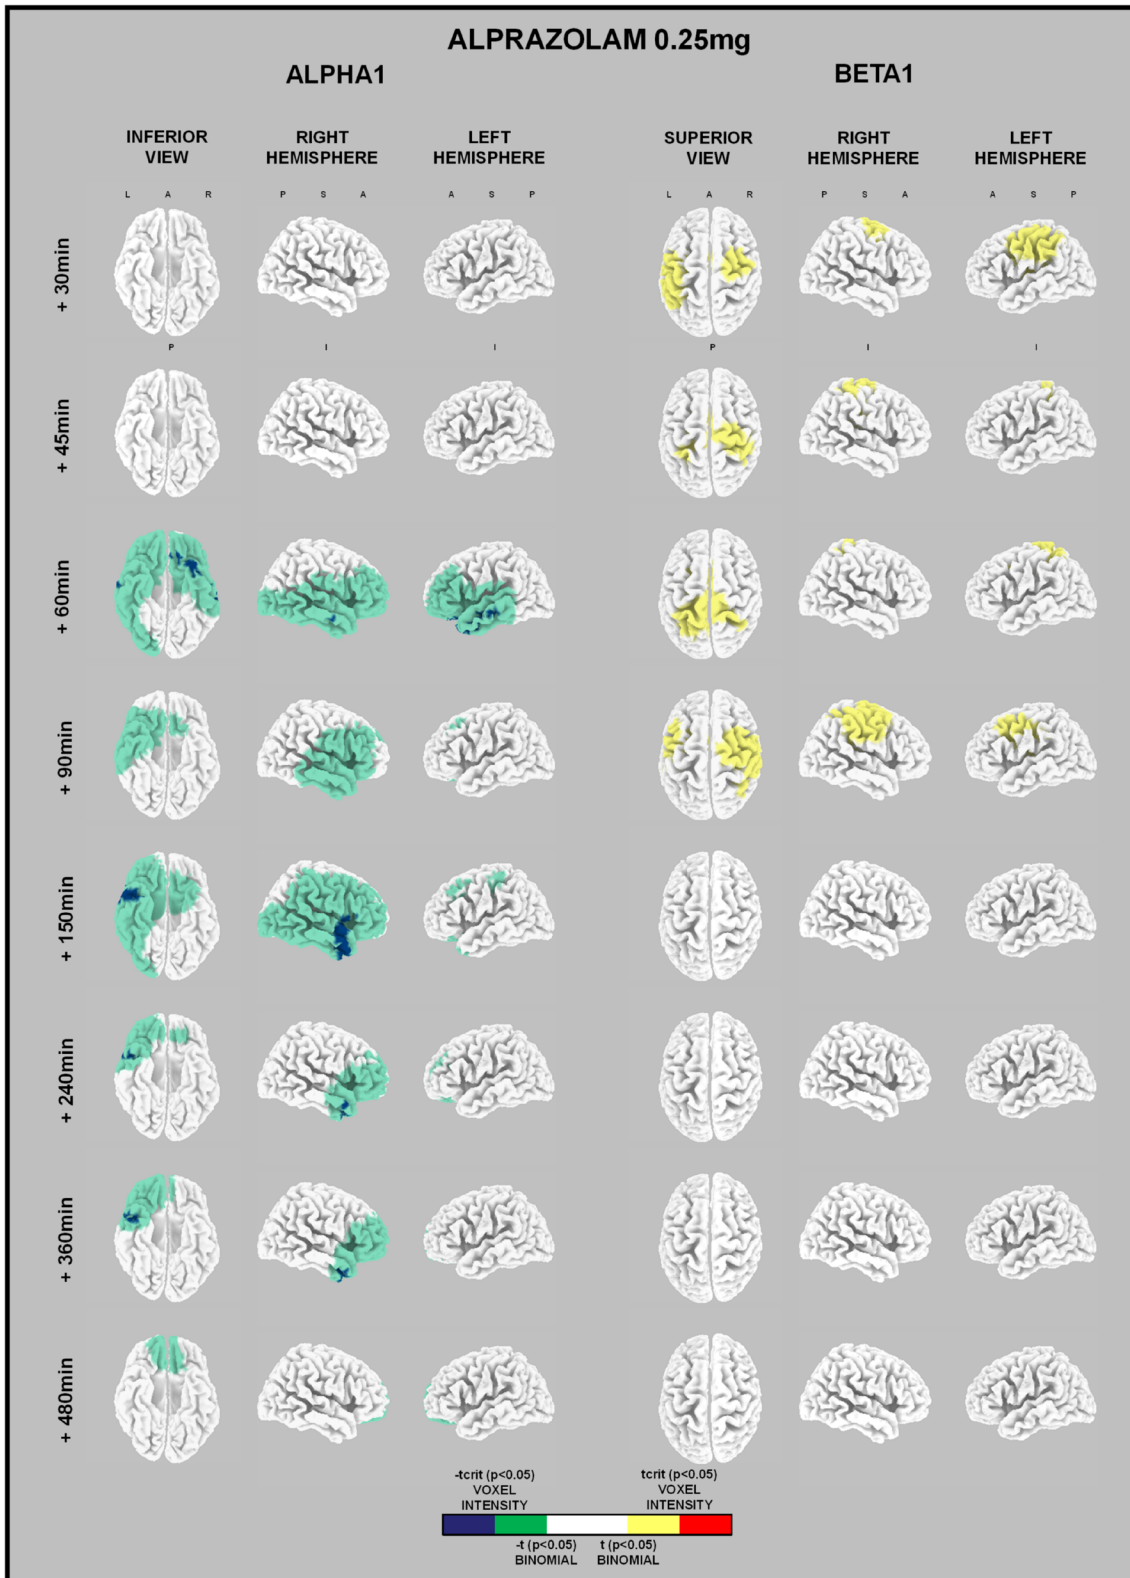 ALPRAZOLAM 0.25mg
ALPHA1
BETA1
INFERIOR
VIEW
RIGHT
HEMISPHERE
LEFT
HEMISPHERE
SUPERIOR
VIEW
RIGHT
HEMISPHERE
LEFT
HEMISPHERE
L A R
P S A
A S P
L A R
P S A
A S P
+ 30min
P I I P I I
+ 45min
+ 60min
+ 90min
+ 150min
+ 240min
+ 360min
+ 480min
-tcrit (p<0.05)
VOXEL
INTENSITY
tcrit (p<0.05)
VOXEL
INTENSITY
-t (p<0.05)
BINOMIAL
t (p<0.05)
BINOMIAL